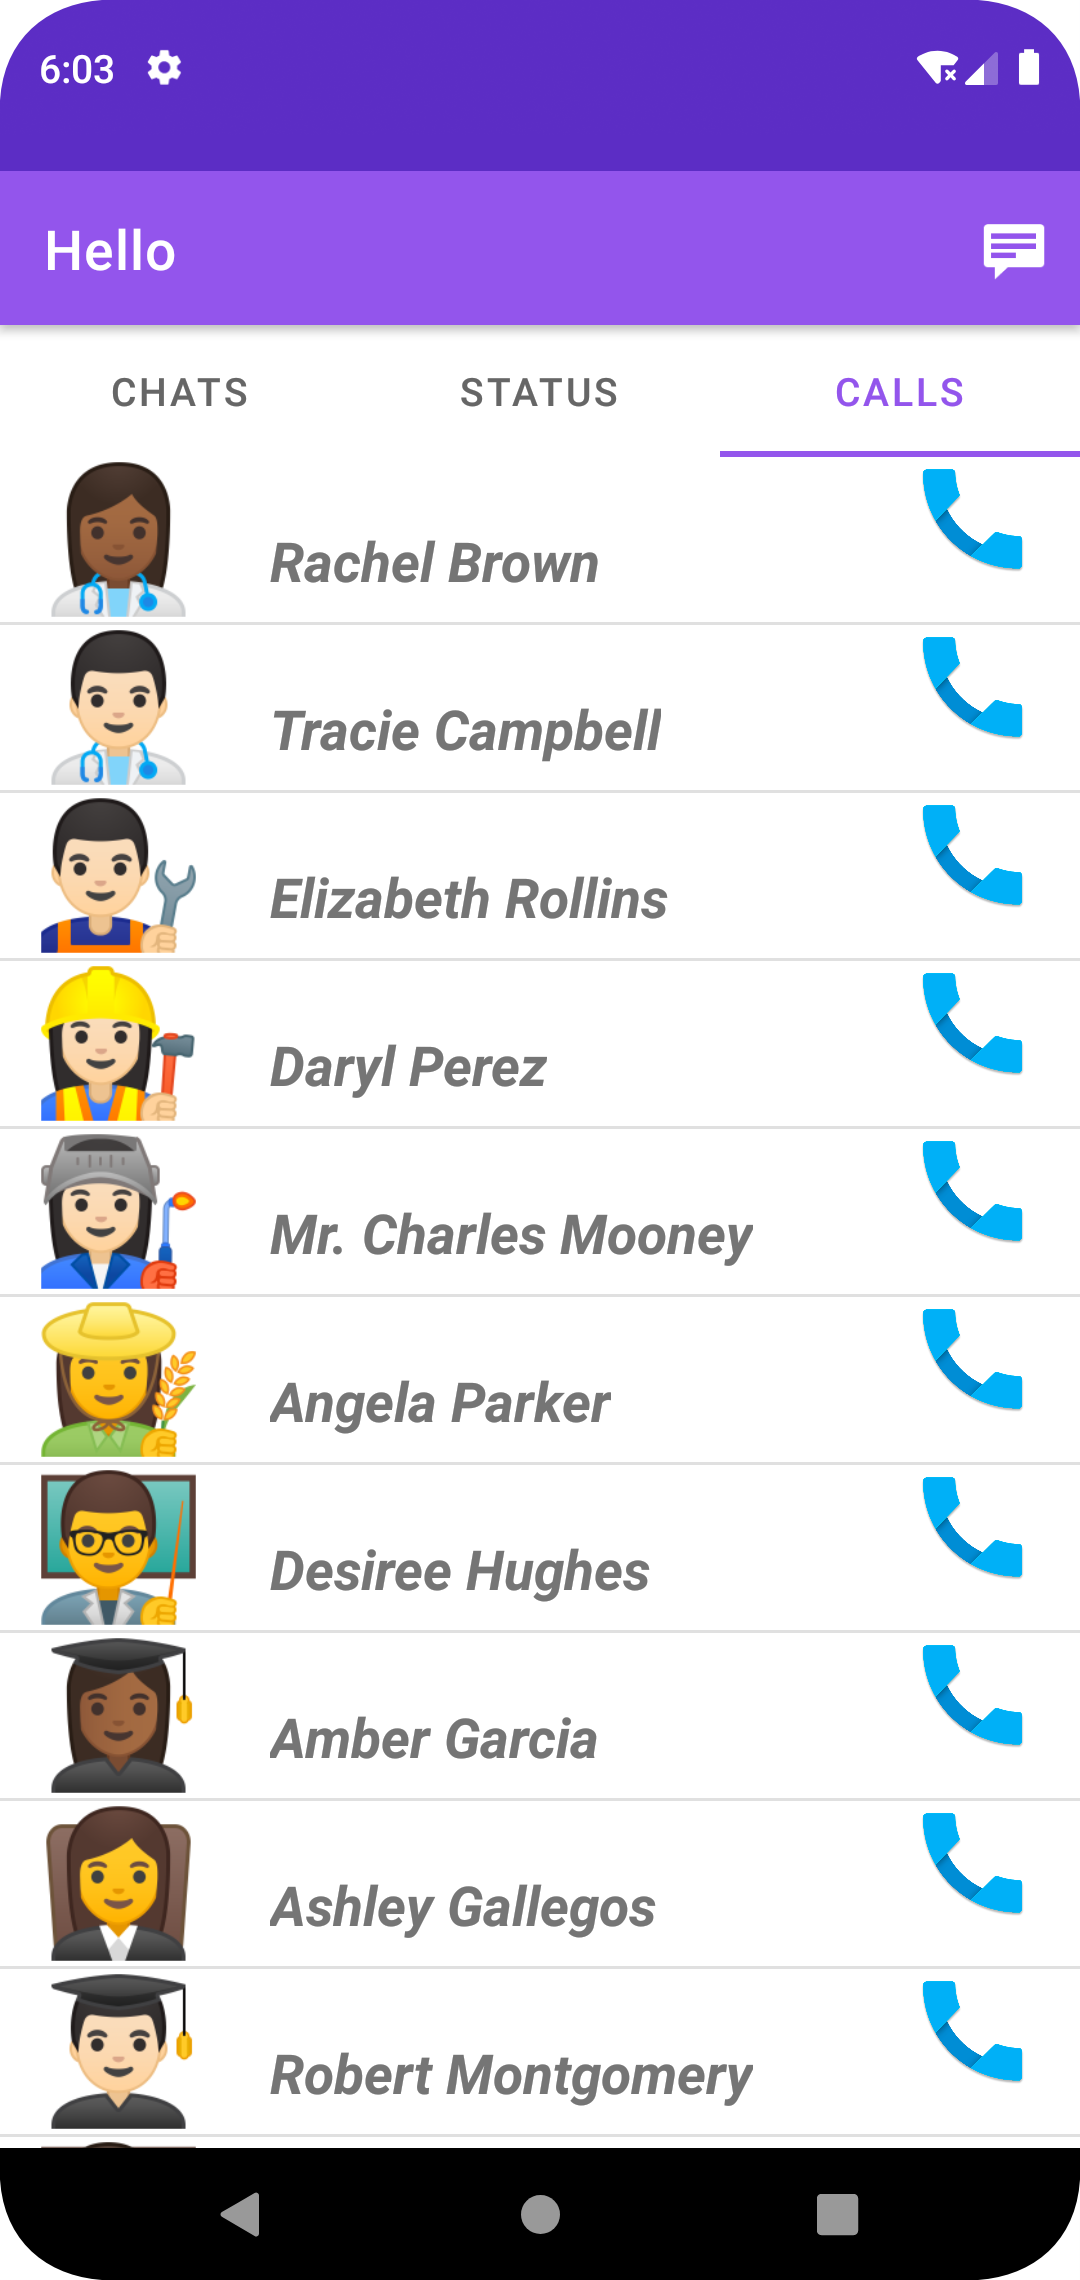 6:03
Hello
CHATS STATUS CALLS
Rachel Brown
Tracie Campbell
Elizabeth Rollins
Daryl Perez
Mr. Charles Mooney
Angela Parker
Desiree Hughes
Amber Garcia
Ashley Gallegos
Robert Montgomery